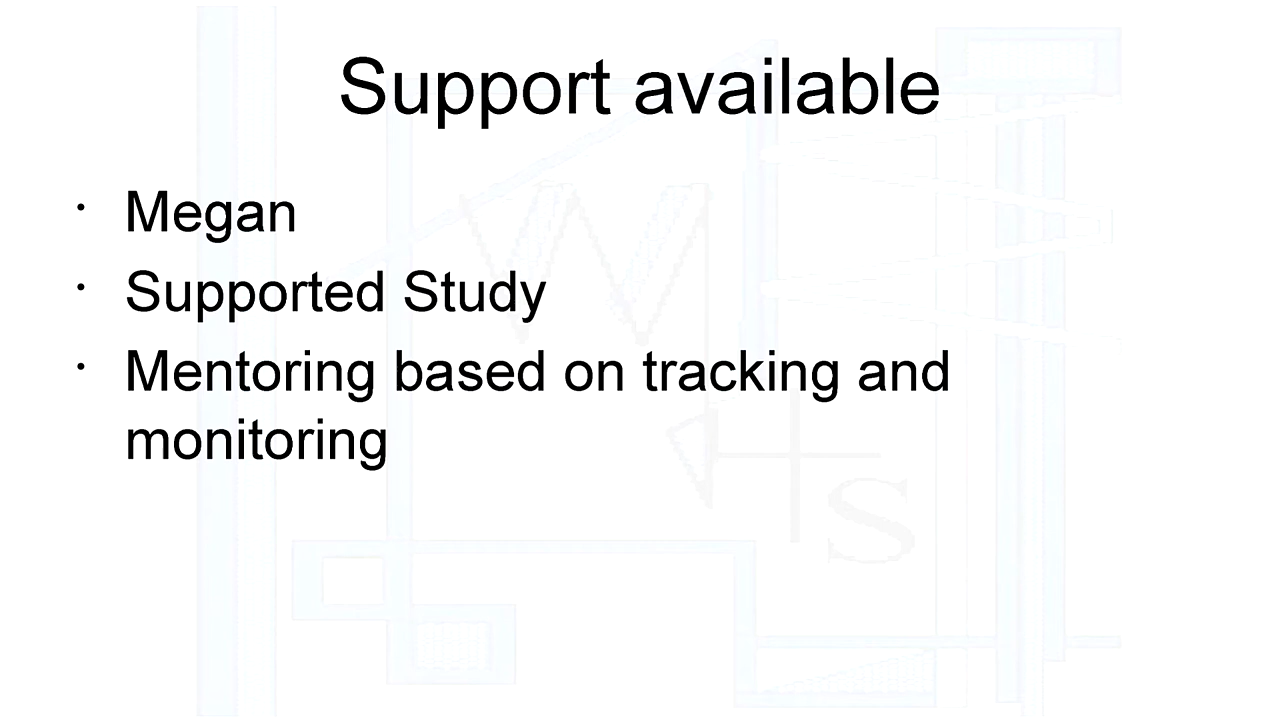 Support available
• Megan
• Supported Study
• Mentoring based on tracking and
monitoring
S